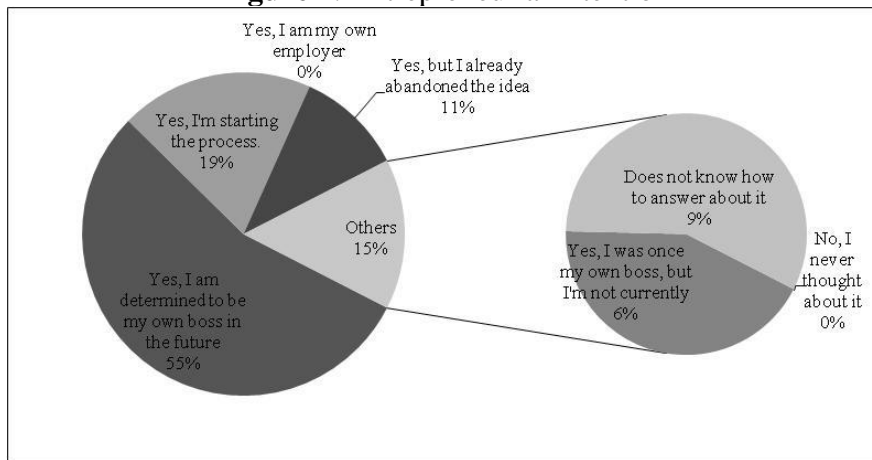 Yes, I am my own
employer
0%
Yes, but I already
abandoned the idea
11%
Yes, I'm starting
the process.
19%
Others
15%
Yes, I am
determined to be
my own boss in
the future
55%
Does not know how
to answer about it
9%
Yes, I was once
my own boss, but
I'm not currently
6%
No, I
never
thought
about it
0%